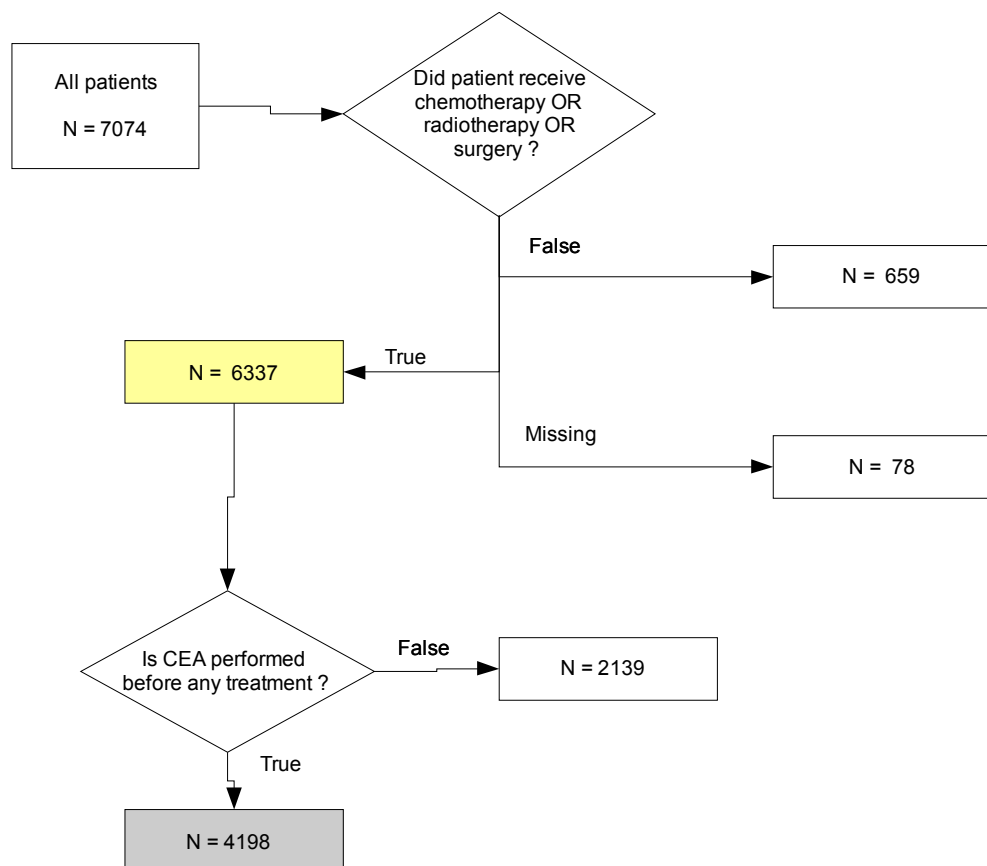 All patients
N = 7074
Did patient receive
chemotherapy OR
radiotherapy OR
surgery ?
False
N = 659
True
N = 6337
Missing
N = 78
Is CEA performed
before any treatment ?
False
N = 2139
True
N = 4198